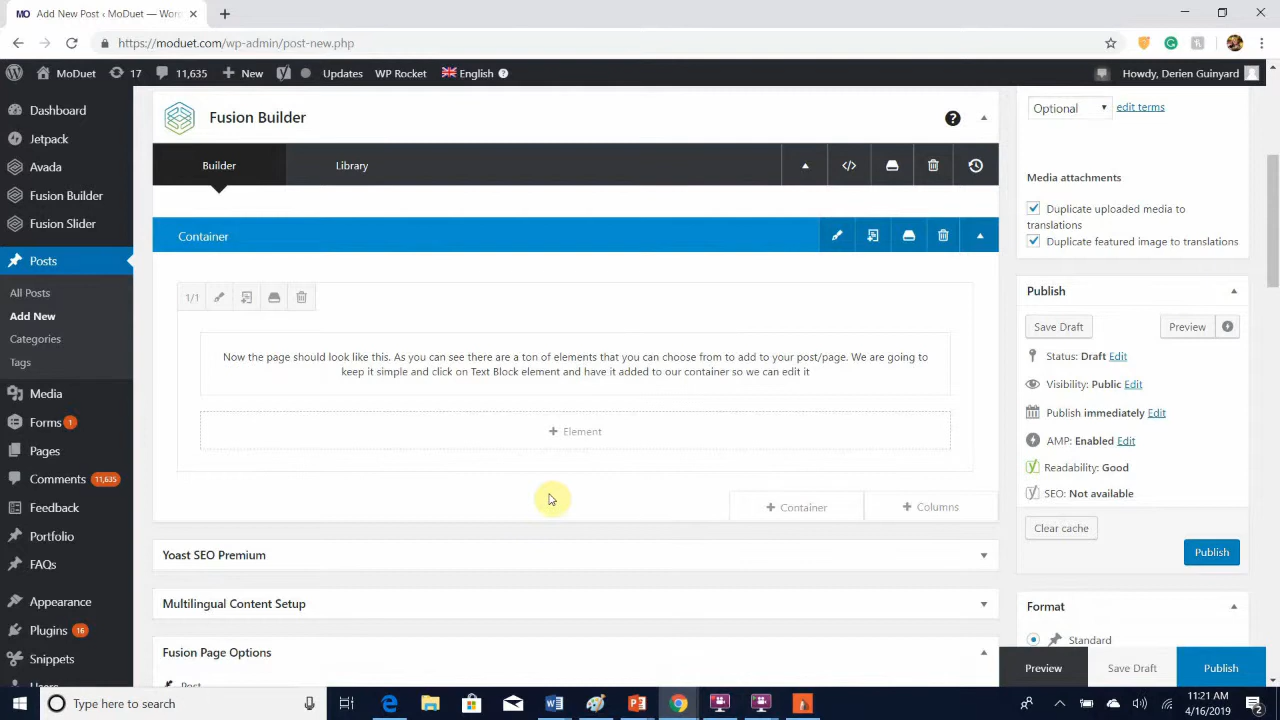 MO Add New Post ‹ MoDuet — Wor
https://moduet.com/wp-admin/post-new.php
MoDuet 17 11,635 New Updates WP Rocket English Howdy, Derien Guinyard
Dashboard
Jetpack
Avada
Fusion Builder
Fusion Slider
Posts
All Posts
Add New
Categories
Tags
Media
Forms 1
Pages
Comments 11,635
Feedback
Portfolio
FAQs
Appearance
Plugins 16
Snippets
Users
Fusion Builder
Builder Library
Container
1/1
Now the page should look like this. As you can see there are a ton of elements that you can choose from to add to your post/page. We are going to
keep it simple and click on Text Block element and have it added to our container so we can edit it
+ Element
+ Container + Columns
Yoast SEO Premium
Multilingual Content Setup
Fusion Page Options
Post
Optional edit terms
Media attachments
Duplicate uploaded media to
translations
Duplicate featured image to translations
Publish
Save Draft Preview
Status: Draft Edit
Visibility: Public Edit
Publish immediately Edit
AMP: Enabled Edit
Readability: Good
SEO: Not available
Clear cache
Publish
Format
Standard
Preview Save Draft Publish
Type here to search
11:21 AM
4/16/2019
2